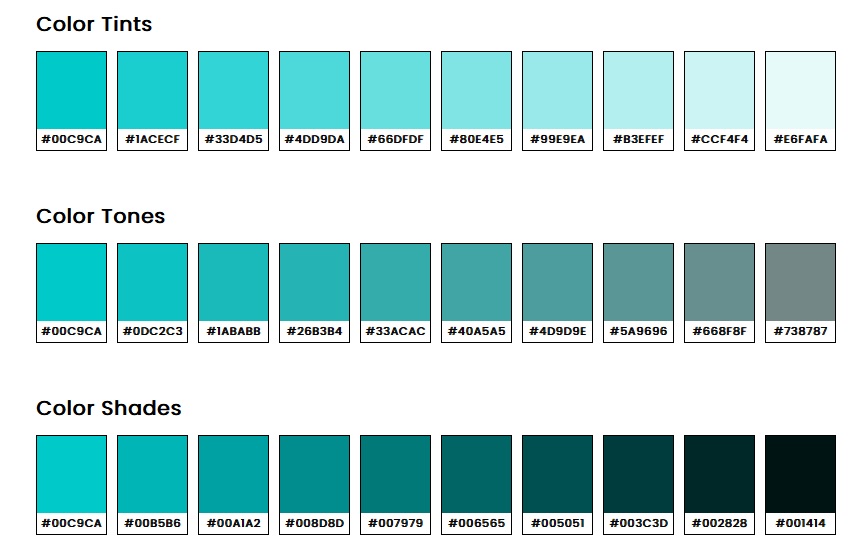 Color Tints
#00C9CA #1ACECF #33D4D5 #4DD9DA #66DFDF #80E4E5 #99E9EA #B3EFEF #CCF4F4 #E6FAFA
Color Tones
#00C9CA #0DC2C3 #1ABABB #26B3B4 #33ACAC #40A5A5 #4D9D9E #5A9696 #668F8F #738787
Color Shades
#00C9CA #00B5B6 #00A1A2 #008D8D #007979 #006565 #005051 #003C3D #002828 #001414